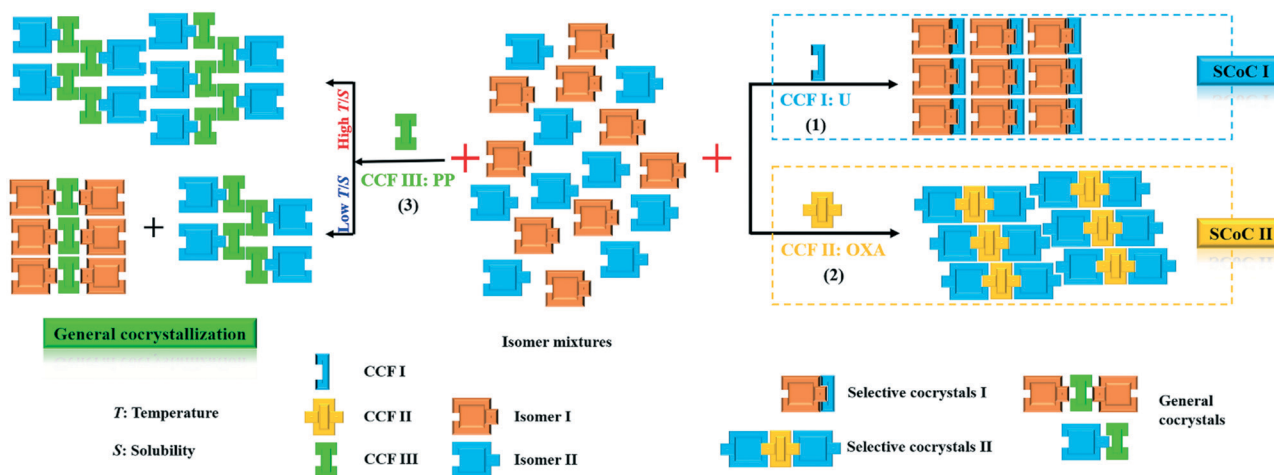 High T/S
Low T/S
CCF III: PP
(3)
General cocrystallization
T: Temperature
S: Solubility
Isomer mixtures
CCF I: U
(1)
SCoC I
CCF II: OXA
(2)
SCoC II
CCF I
CCF II
CCF III
Isomer I
Isomer II
Selective cocrystals I
Selective cocrystals II
General
cocrystals